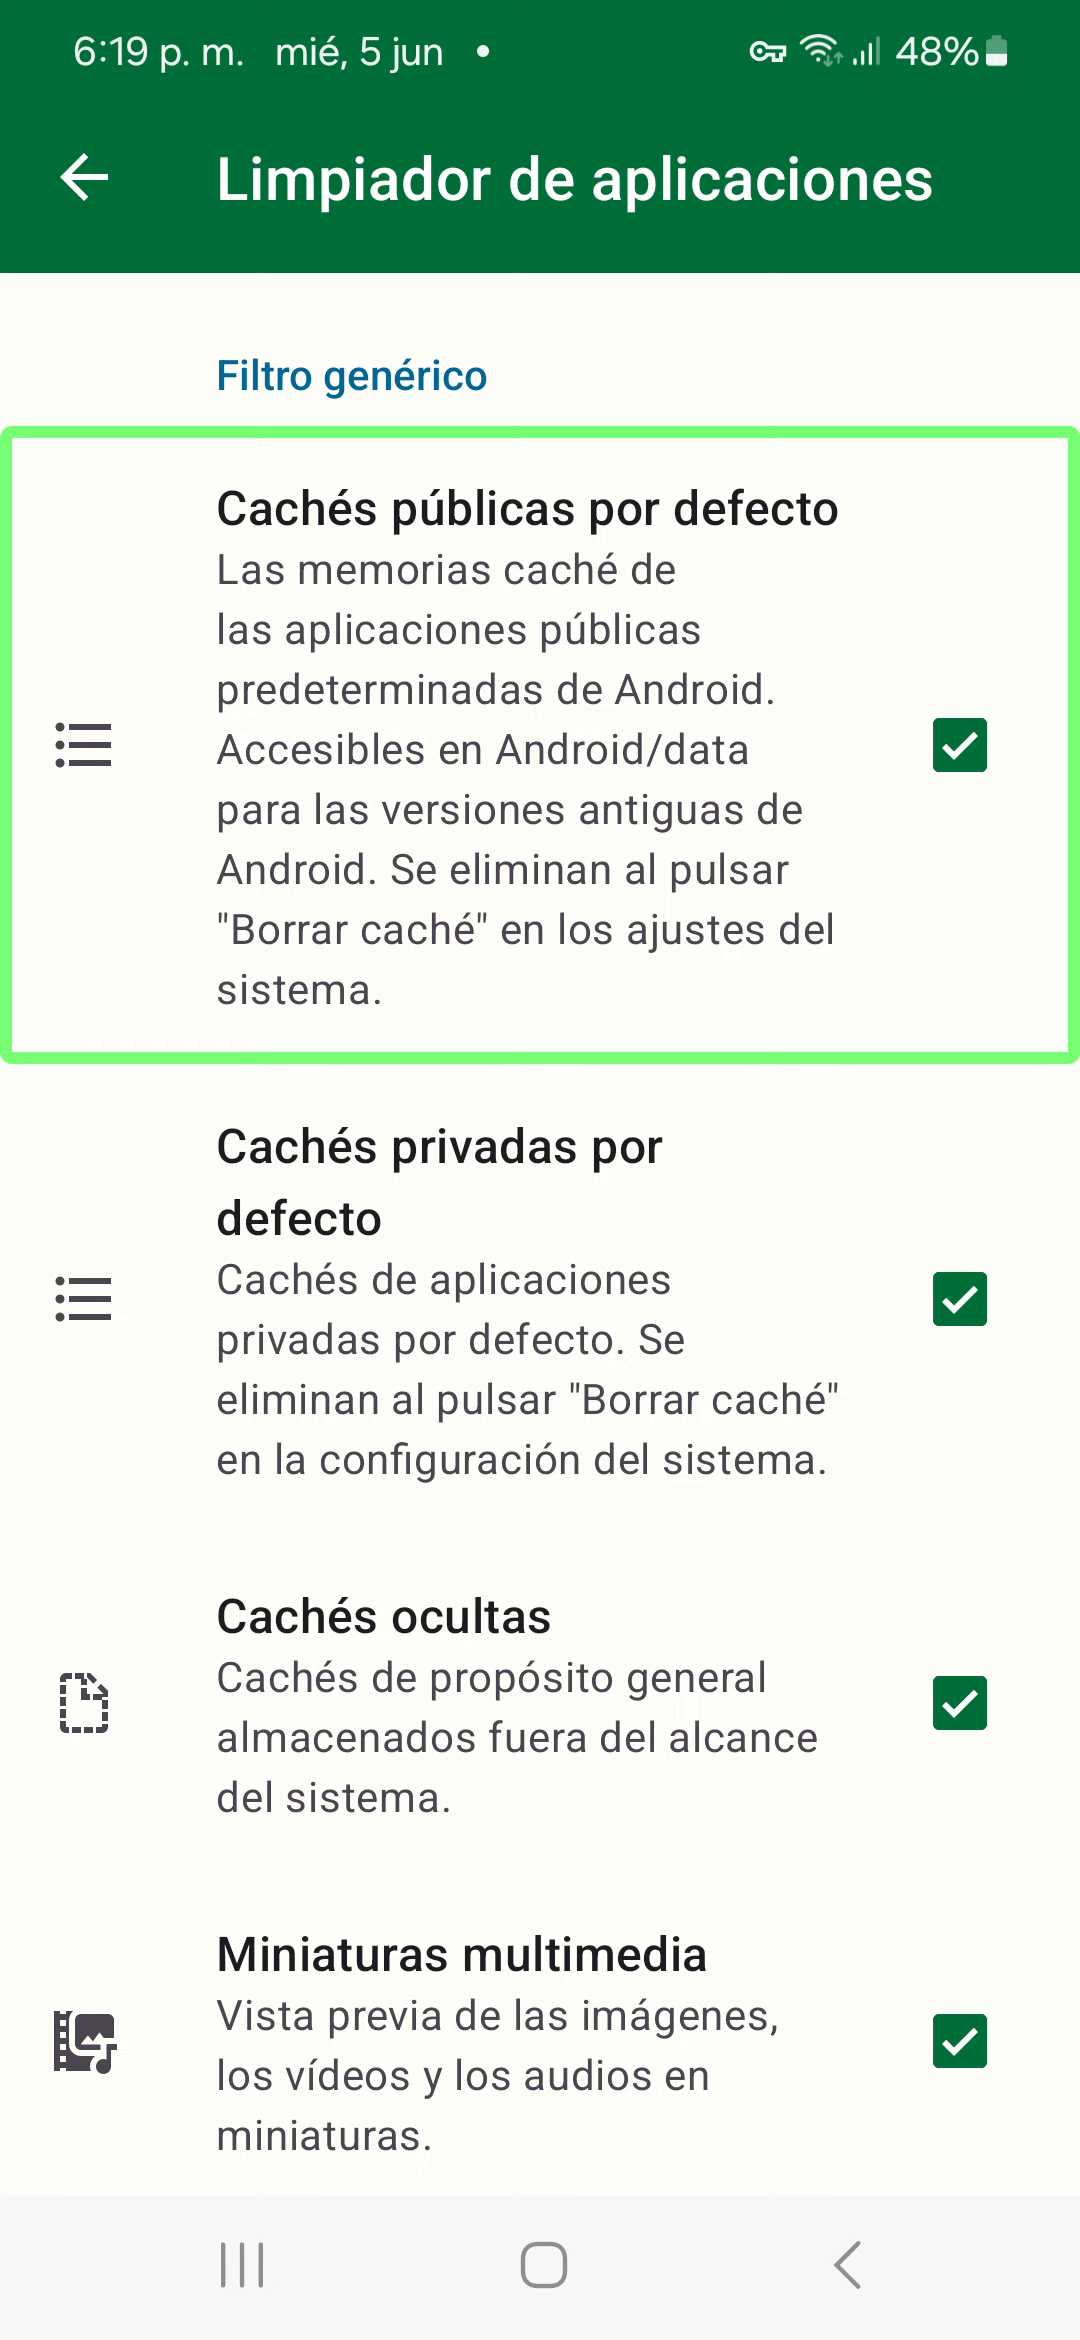 6:19 p. m. mié, 5 jun • 48%
Limpiador de aplicaciones
Filtro genérico
Cachés públicas por defecto
Las memorias caché de
las aplicaciones públicas
predeterminadas de Android.
Accesibles en Android/data
para las versiones antiguas de
Android. Se eliminan al pulsar
"Borrar caché" en los ajustes del
sistema.
Cachés privadas por
defecto
Cachés de aplicaciones
privadas por defecto. Se
eliminan al pulsar "Borrar caché"
en la configuración del sistema.
Cachés ocultas
Cachés de propósito general
almacenados fuera del alcance
del sistema.
Miniaturas multimedia
Vista previa de las imágenes,
los vídeos y los audios en
miniaturas.